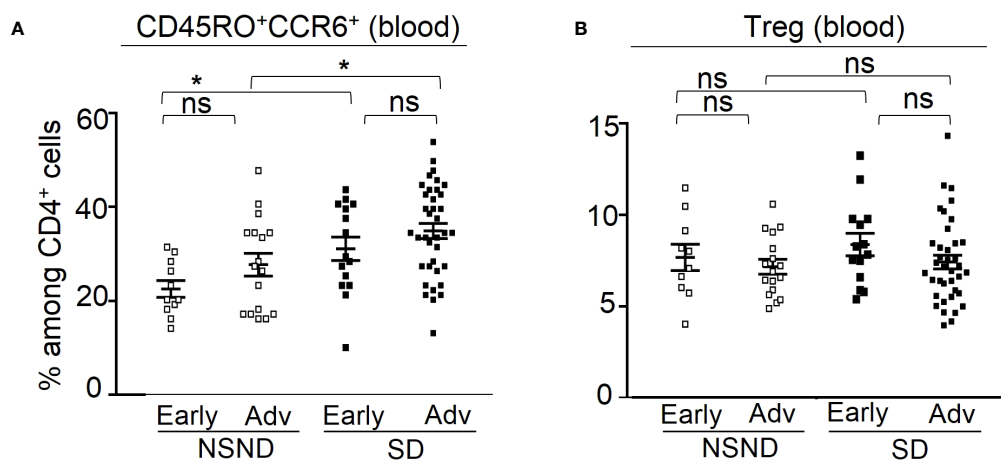 A
CD45RO⁺CCR6⁺ (blood)
*
*
ns
ns
60
40
20
0
% among CD4⁺ cells
Early Adv Early Adv
NSND SD
B
Treg (blood)
ns
ns
ns
ns
15
10
5
0
Early Adv Early Adv
NSND SD